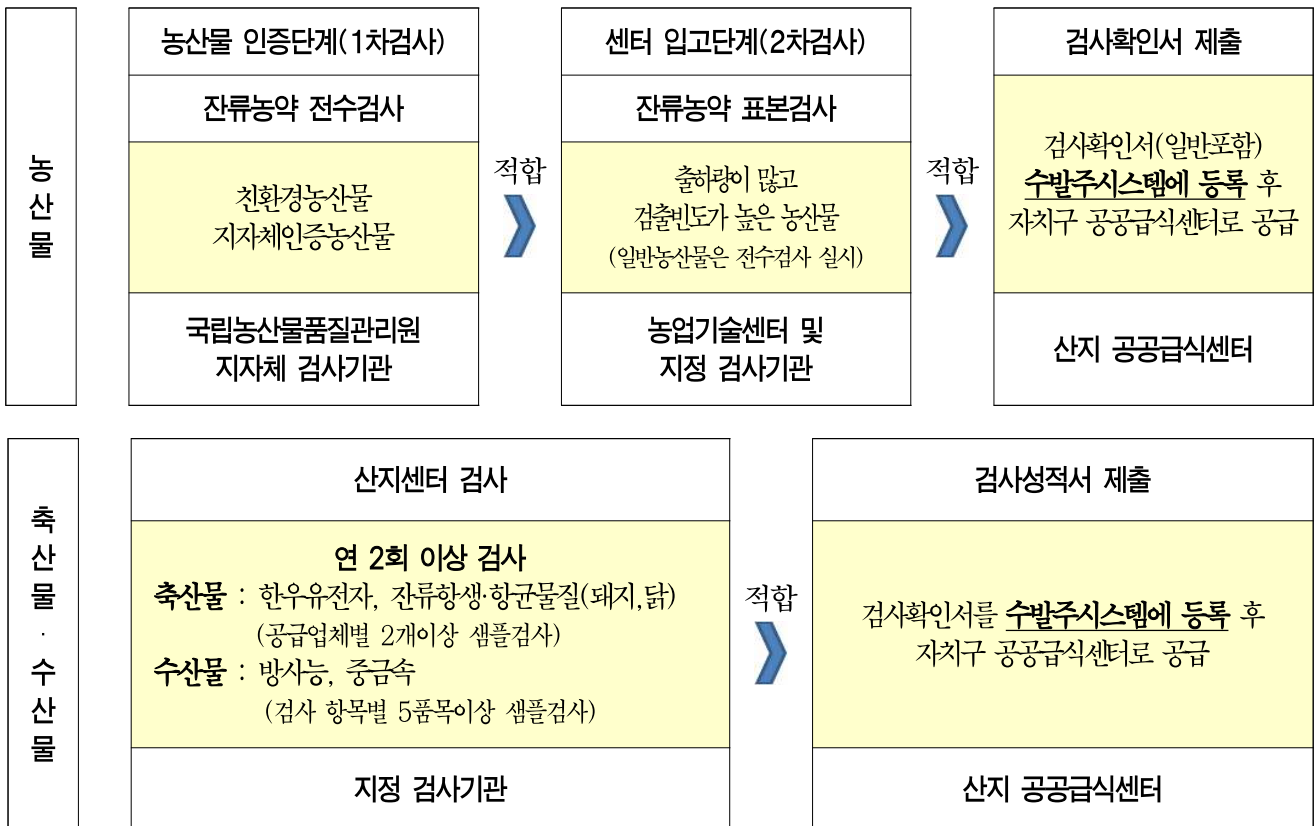 농산물
농산물 인증단계(1차검사)
잔류농약 전수검사
친환경농산물
지자체인증농산물
국립농산물품질관리원
지자체 검사기관
적합
센터 입고단계(2차검사)
잔류농약 표본검사
출하량이 많고
검출빈도가 높은 농산물
(일반농산물은 전수검사 실시)
농업기술센터 및
지정 검사기관
적합
검사확인서 제출
검사확인서(일반포함)
수발주시스템에 등록 후
자치구 공공급식센터로 공급
산지 공공급식센터
축산물·수산물
산지센터 검사
연 2회 이상 검사
축산물 : 한우유전자, 잔류항생·항균물질(돼지,닭)
(공급업체별 2개이상 샘플검사)
수산물 : 방사능, 중금속
(검사 항목별 5품목이상 샘플검사)
지정 검사기관
적합
검사성적서 제출
검사확인서를 수발주시스템에 등록 후
자치구 공공급식센터로 공급
산지 공공급식센터